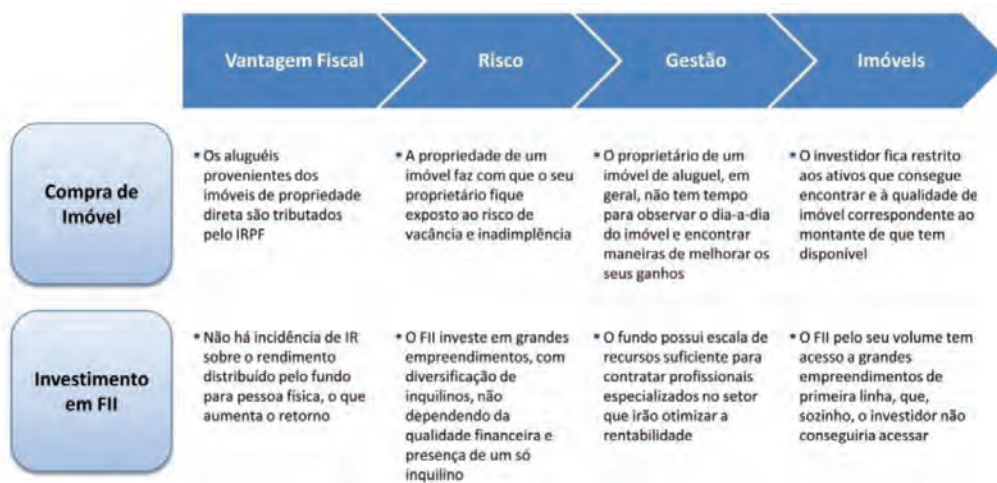 Vantagem Fiscal
Risco
Gestão
Imóveis
Compra de
Imóvel
▪ Os aluguéis
provenientes dos
imóveis de propriedade
direta são tributados
pelo IRPF
▪ A propriedade de um
imóvel faz com que o seu
proprietário fique
exposto ao risco de
vacância e inadimplência
▪ O proprietário de um
imóvel de aluguel, em
geral, não tem tempo
para observar o dia-a-dia
do imóvel e encontrar
maneiras de melhorar os
seus ganhos
▪ O investidor fica restrito
aos ativos que consegue
encontrar e à qualidade de
imóvel correspondente ao
montante de que tem
disponível
Investimento
em FII
▪ Não há incidência de IR
sobre o rendimento
distribuído pelo fundo
para pessoa física, o que
aumenta o retorno
▪ O FII investe em grandes
empreendimentos, com
diversificação de
inquilinos, não
dependendo da
qualidade financeira e
presença de um só
inquilino
▪ O fundo possui escala de
recursos suficiente para
contratar profissionais
especializados no setor
que irão otimizar a
rentabilidade
▪ O FII pelo seu volume tem
acesso a grandes
empreendimentos de
primeira linha, que,
sozinho, o investidor não
conseguiria acessar